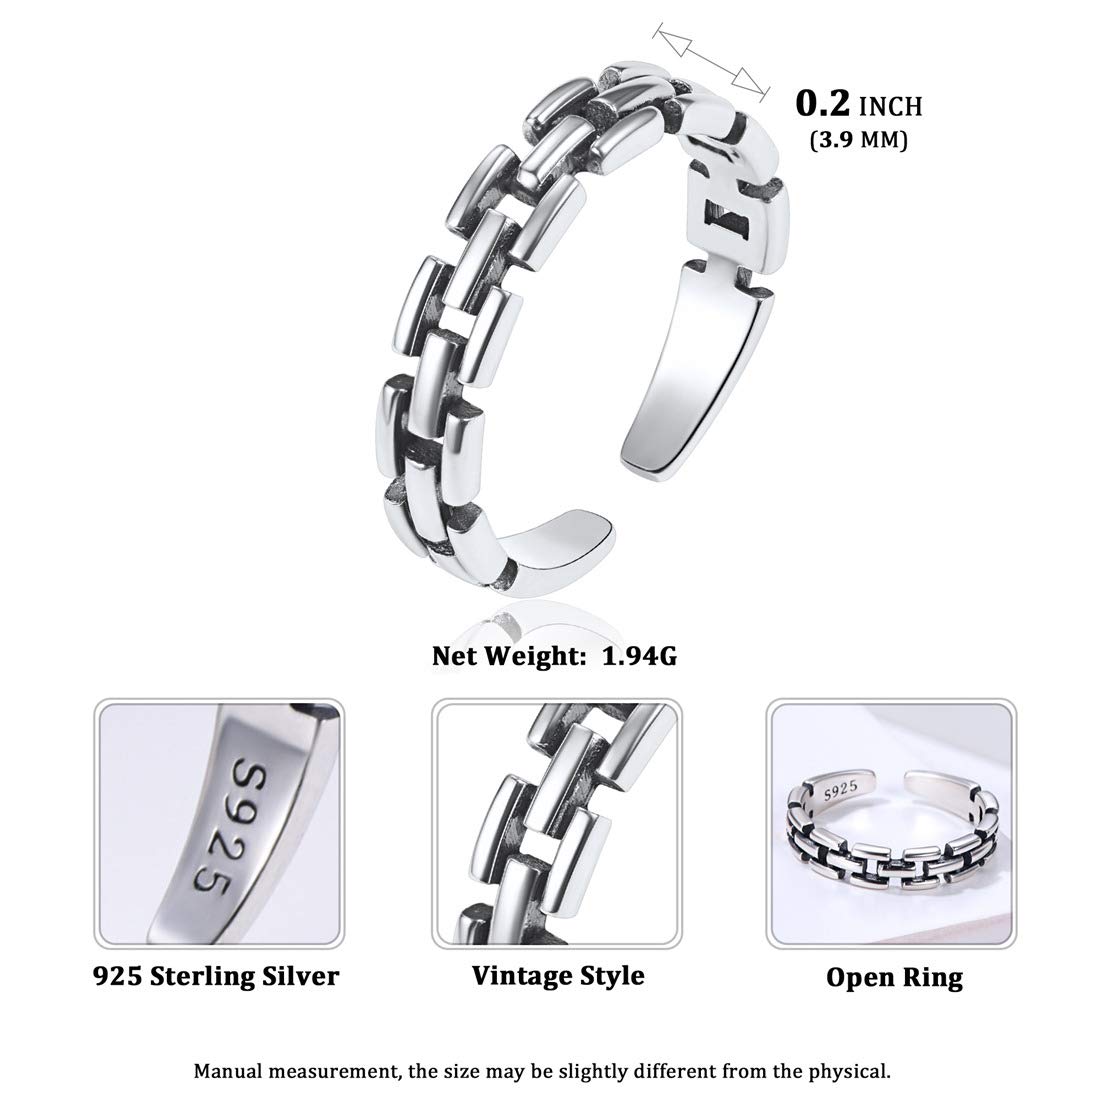 0.2 INCH
(3.9 MM)
Net Weight: 1.94G
S925
S925
925 Sterling Silver
Vintage Style
Open Ring
Manual measurement, the size may be slightly different from the physical.